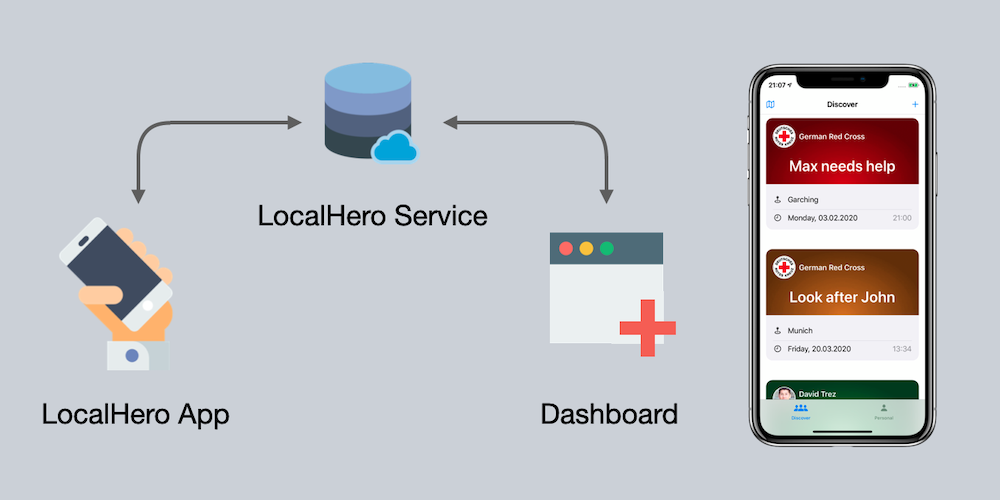 LocalHero Service
LocalHero App
Dashboard
21:07
Discover
German Red Cross
Max needs help
Garching
Monday, 03.02.2020 21:00
German Red Cross
Look after John
Munich
Friday, 20.03.2020 13:34
David Trez
Discover Personal